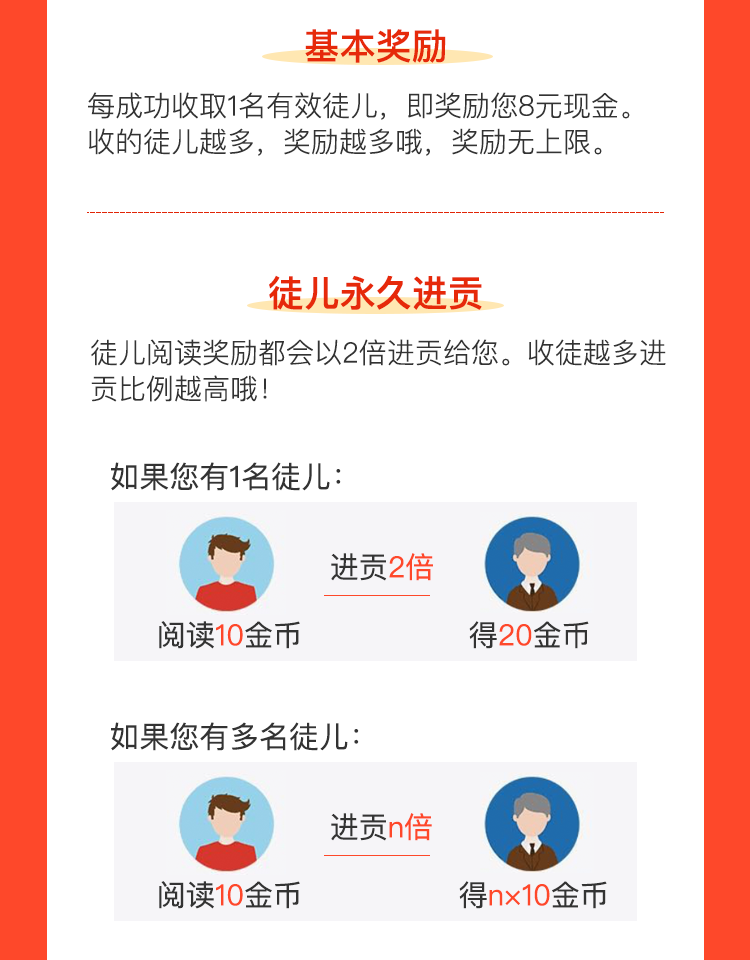 基本奖励
每成功收取1名有效徒儿，即奖励您8元现金。
收的徒儿越多，奖励越多哦，奖励无上限。
徒儿永久进贡
徒儿阅读奖励都会以2倍进贡给您。收徒越多进
贡比例越高哦！
如果您有1名徒儿：
进贡2倍
阅读10金币
得20金币
如果您有多名徒儿：
进贡n倍
阅读10金币
得n×10金币